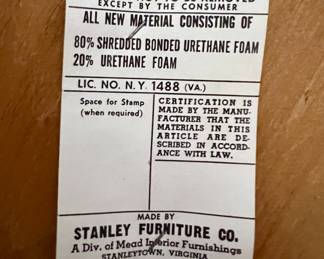 TO BE REMOVED
EXCEPT BY THE CONSUMER
ALL NEW MATERIAL CONSISTING OF
80% SHREDDED BONDED URETHANE FOAM
20% URETHANE FOAM
LIC. NO. N.Y. 1488 (VA.)
Space for Stamp
(when required)
CERTIFICATION IS
MADE BY THE MANU-
FACTURER THAT THE
MATERIALS IN THIS
ARTICLE ARE DE-
SCRIBED IN ACCORD-
ANCE WITH LAW.
MADE BY
STANLEY FURNITURE CO.
A Div. of Mead Interior Furnishings
STANLEYTOWN, VIRGINIA